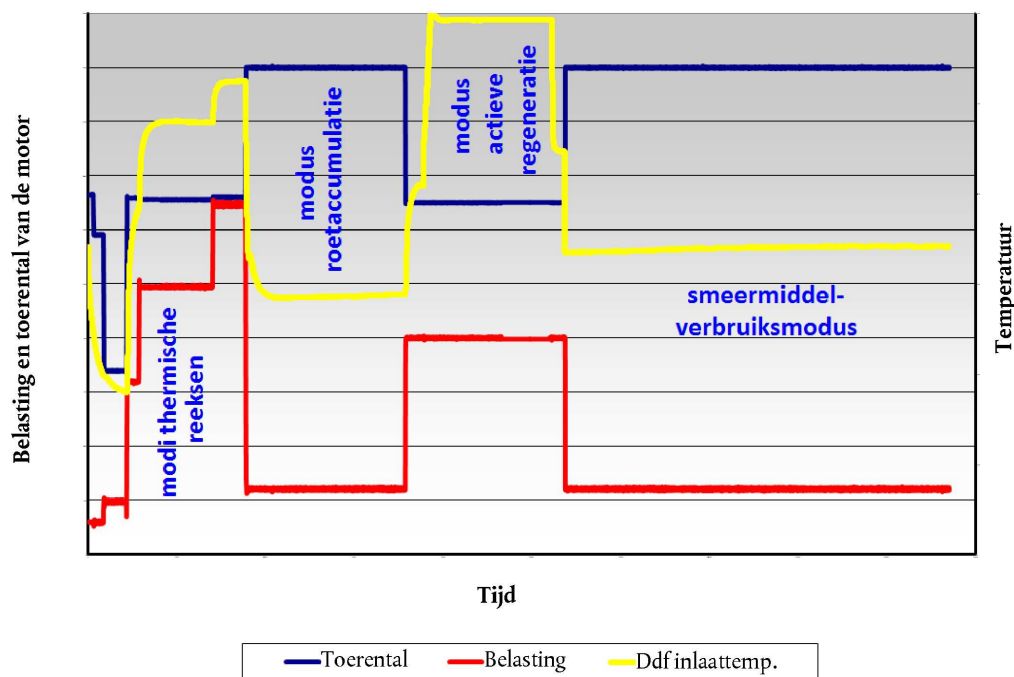 Belasting en toerental van de motor
modi thermische
reeksen
modus
roetaccumulatie
modus
actieve
regeneratie
smeermiddel-
verbruiksmodus
Temperatuur
Tijd
Toerental
Belasting
Ddf inlaattemp.